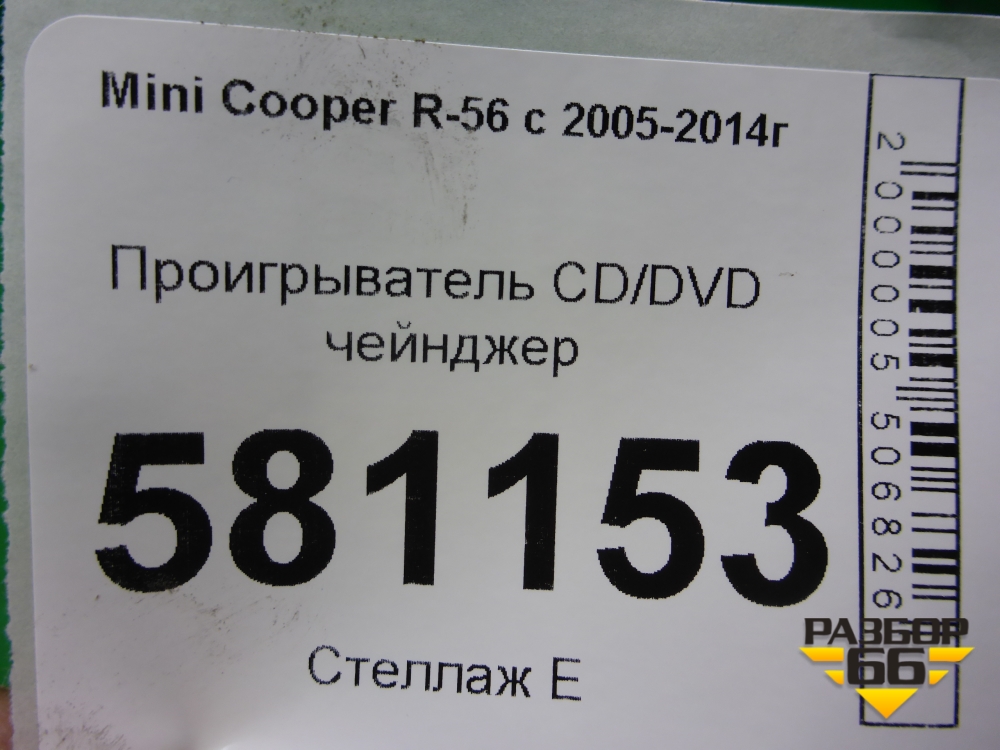 Mini Cooper R-56 с 2005-2014г
Проигрыватель CD/DVD
чейнджер
581153
Стеллаж Е
2000005506826
РАЗБОР
66